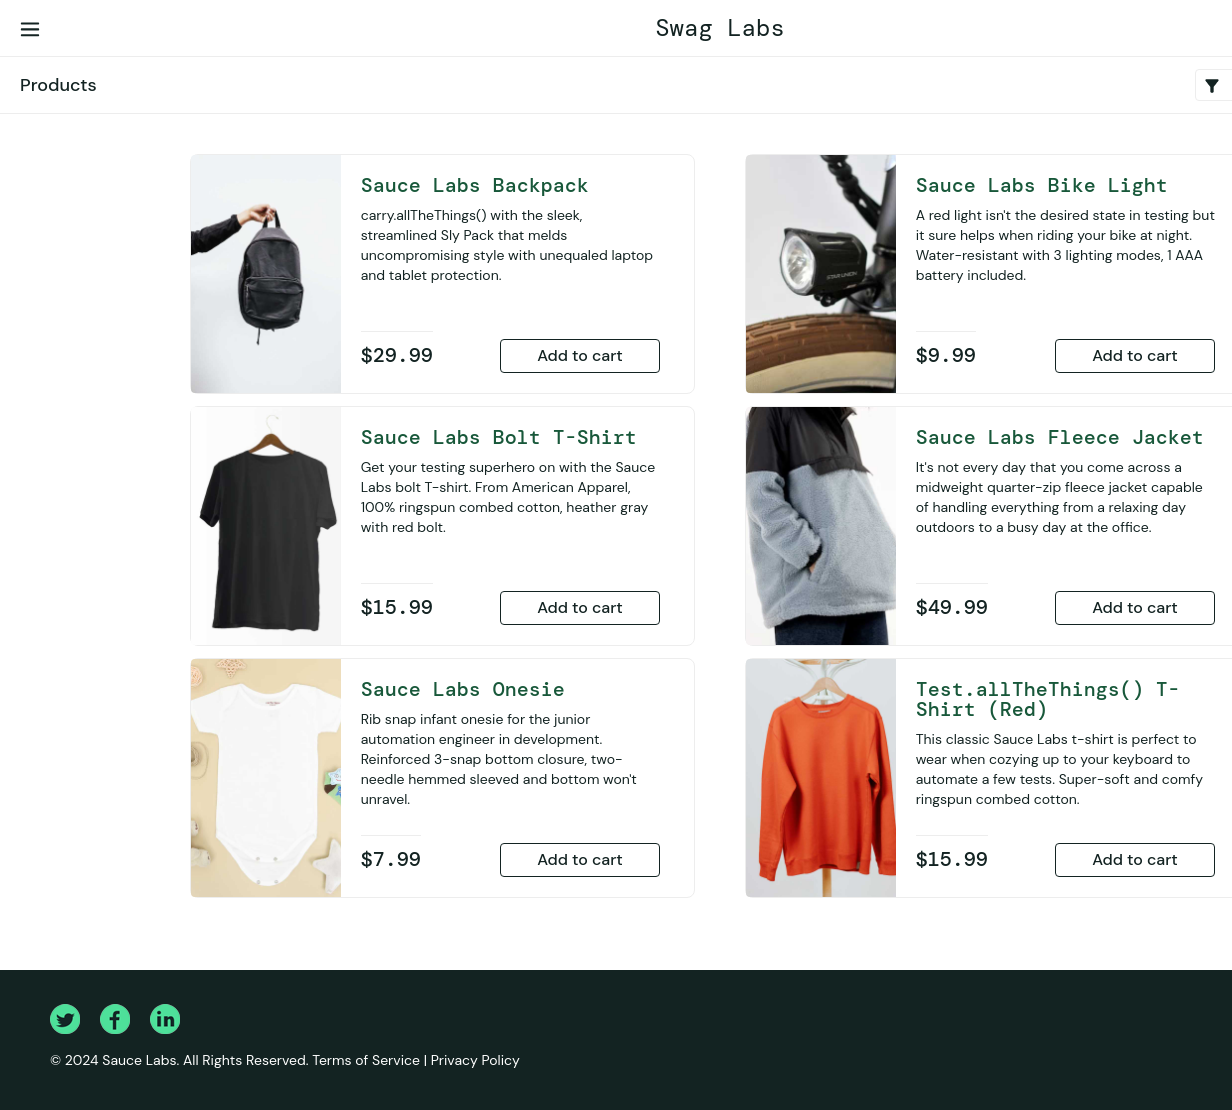 Swag Labs
Products
Sauce Labs Backpack
carry.allTheThings() with the sleek,
streamlined Sly Pack that melds
uncompromising style with unequaled laptop
and tablet protection.
$29.99
Add to cart
Sauce Labs Bike Light
A red light isn't the desired state in testing but
it sure helps when riding your bike at night.
Water-resistant with 3 lighting modes, 1 AAA
battery included.
$9.99
Add to cart
Sauce Labs Bolt T-Shirt
Get your testing superhero on with the Sauce
Labs bolt T-shirt. From American Apparel,
100% ringspun combed cotton, heather gray
with red bolt.
$15.99
Add to cart
Sauce Labs Fleece Jacket
It's not every day that you come across a
midweight quarter-zip fleece jacket capable
of handling everything from a relaxing day
outdoors to a busy day at the office.
$49.99
Add to cart
Sauce Labs Onesie
Rib snap infant onesie for the junior
automation engineer in development.
Reinforced 3-snap bottom closure, two-
needle hemmed sleeved and bottom won't
unravel.
$7.99
Add to cart
Test.allTheThings() T-
Shirt (Red)
This classic Sauce Labs t-shirt is perfect to
wear when cozying up to your keyboard to
automate a few tests. Super-soft and comfy
ringspun combed cotton.
$15.99
Add to cart
© 2024 Sauce Labs. All Rights Reserved. Terms of Service | Privacy Policy